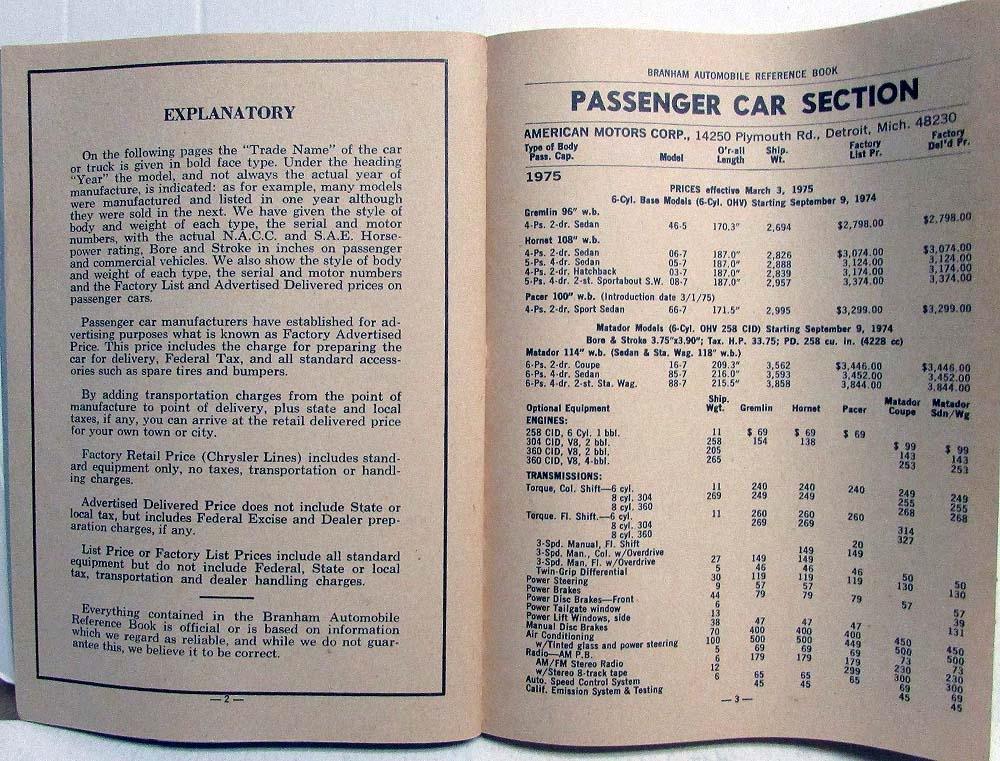 EXPLANATORY
On the following pages the "Trade Name" of the car
or truck is given in bold face type. Under the heading
"Year" the model, and not always the actual year of
manufacture, is indicated: as for example, many models
were manufactured and listed in one year although
they were sold in the next. We have given the style of
body and weight of each type, the serial and motor
numbers, with the actual N.A.C.C. and S.A.E. Horse-
power rating, Bore and Stroke in inches on passenger
and commercial vehicles. We also show the style of body
and weight of each type, the serial and motor numbers
and the Factory List and Advertised Delivered prices on
passenger cars.
Passenger car manufacturers have established for ad-
vertising purposes what is known as Factory Advertised
Price. This price includes the charge for preparing the
car for delivery, Federal Tax, and all standard access-
ories such as spare tires and bumpers.
By adding transportation charges from the point of
manufacture to point of delivery, plus state and local
taxes, if any, you can arrive at the retail delivered price
for your own town or city.
Factory Retail Price (Chrysler Lines) includes stand-
ard equipment only, no taxes, transportation or handl-
ing charges.
Advertised Delivered Price does not include State or
local tax, but includes Federal Excise and Dealer prep-
aration charges, if any.
List Price or Factory List Prices include all standard
equipment but do not include Federal, State or local
tax, transportation and dealer handling charges.
Everything contained in the Branham Automobile
Reference Book is official or is based on information
which we regard as reliable, and while we do not guar-
antee this, we believe it to be correct.
—2—
BRANHAM AUTOMOBILE REFERENCE BOOK
PASSENGER CAR SECTION
AMERICAN MOTORS CORP., 14250 Plymouth Rd., Detroit, Mich. 48230
Type of Body Pass. Cap. Model O'r-all Length Ship. Wt. Factory List Pr. Factory Del'd Pr.
1975
PRICES effective March 3, 1975
6-Cyl. Base Models (6-Cyl. OHV) Starting September 9, 1974
Gremlin 96" w.b.
4-Ps. 2-dr. Sedan 46-5 170.3" 2,694 $2,798.00 $2,798.00
Hornet 108" w.b.
4-Ps. 2-dr. Sedan 06-7 187.0" 2,826 $3,074.00 $3,074.00
5-Ps. 4-dr. Sedan 05-7 187.0" 2,888 3,124.00 3,124.00
4-Ps. 2-dr. Hatchback 03-7 187.0" 2,839 3,174.00 3,174.00
5-Ps. 4-dr. 2-st. Sportabout S.W. 08-7 187.0" 2,957 3,374.00 3,374.00
Pacer 100" w.b. (Introduction date 3/1/75)
4-Ps. 2-dr. Sport Sedan 66-7 171.5" 2,995 $3,299.00 $3,299.00
Matador Models (6-Cyl. OHV 258 CID) Starting September 9, 1974
Bore & Stroke 3.75"x3.90"; Tax. H.P. 33.75; PD. 258 cu. in. (4228 cc)
Matador 114" w.b. (Sedan & Sta. Wag. 118" w.b.)
6-Ps. 2-dr. Coupe 16-7 209.3" 3,562 $3,446.00 $3,446.00
6-Ps. 4-dr. Sedan 85-7 216.0" 3,593 3,452.00 3,452.00
6-Ps. 4-dr. 2-st. Sta. Wag. 88-7 215.5" 3,858 3,844.00 3,844.00
Optional Equipment Ship. Wgt. Gremlin Hornet Pacer Matador Coupe Matador Sdn/Wg
ENGINES:
258 CID, 6 Cyl. 1 bbl. 11 $ 69 $ 69 $ 69
304 CID, V8, 2 bbl. 258 154 138 $ 99 $ 99
360 CID, V8, 2 bbl. 205 143 143
360 CID, V8, 4-bbl. 265 253 253
TRANSMISSIONS:
Torque, Col. Shift—6 cyl. 11 240 240 240 249 249
8 cyl. 304 269 249 249 255 255
8 cyl. 360 268 268
Torque. Fl. Shift.—6 cyl. 11 260 260 260
8 cyl. 304 269 269 314
8 cyl. 360 327
3-Spd. Manual, Fl. Shift 20
3-Spd. Man., Col. w/Overdrive 149 149
3-Spd. Man., Fl. w/Overdrive 27 149 149
Twin-Grip Differential 5 46 46 46 50 50
Power Steering 30 119 119 119 130 130
Power Brakes 9 57 57
Power Disc Brakes—Front 44 79 79 79 57 57
Power Tailgate window 6 39
Power Lift Windows, side 13 131
Manual Disc Brakes 38 47 47 47
Air Conditioning 70 400 400 400 450 450
w/Tinted glass and power steering 100 500 500 449 500 500
Radio—AM P.B. 5 69 69 69 73 73
AM/FM Stereo Radio 6 179 179 179 230 230
w/Stereo 8-track tape 12 299 300 300
Auto. Speed Control System 6 65 65 65 69 69
Calif. Emission System & Testing 45 45 45 45
—3—